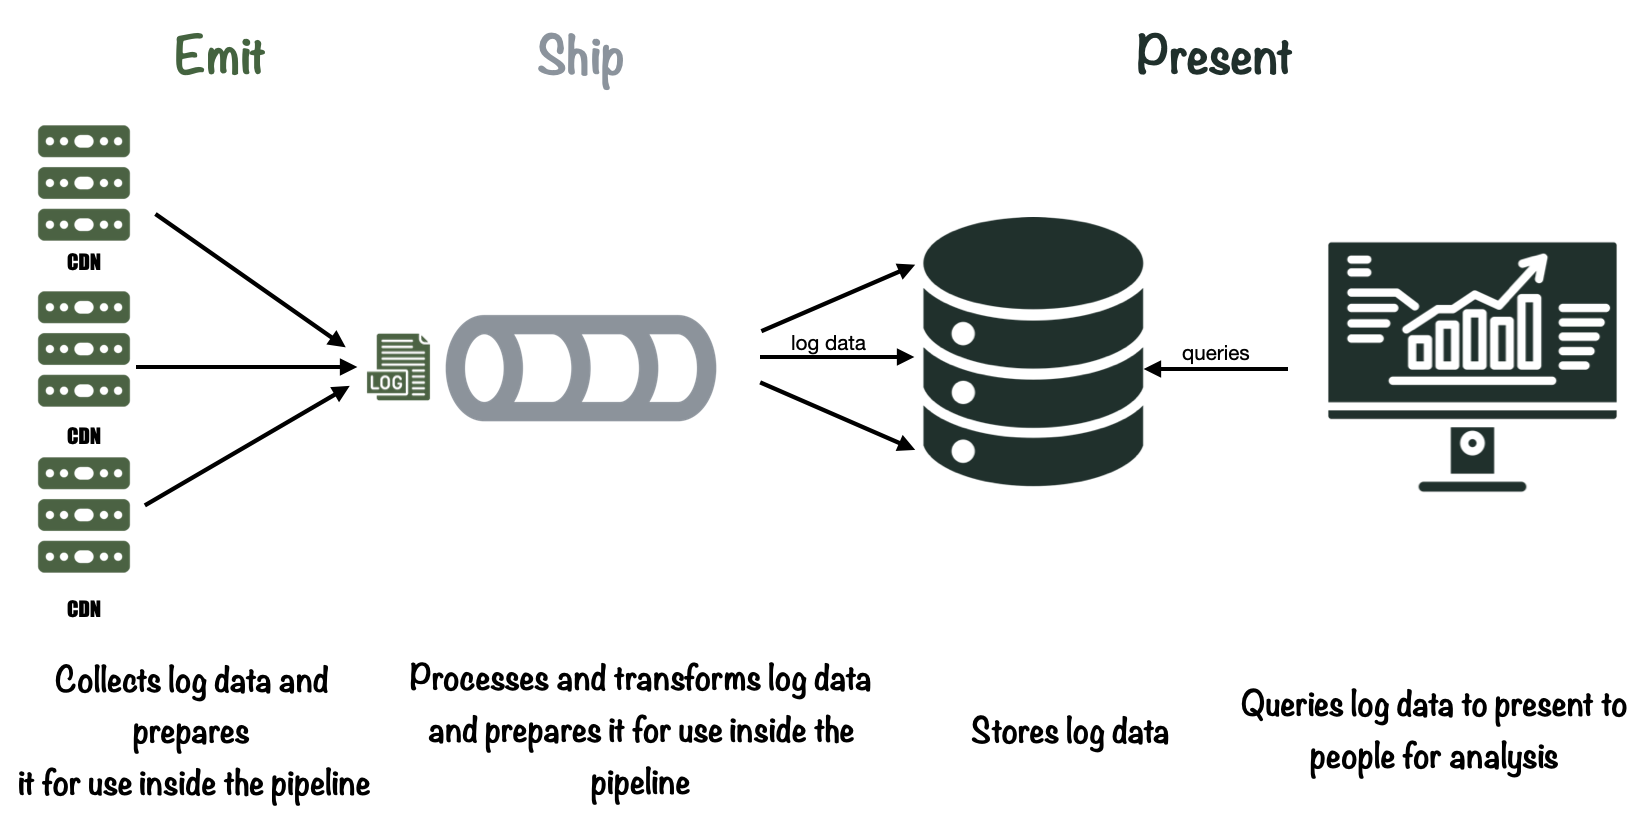 Emit
Ship
Present
CDN
CDN
CDN
LOG
log data
queries
Collects log data and
prepares
it for use inside the pipeline
Processes and transforms log data
and prepares it for use inside the
pipeline
Stores log data
Queries log data to present to
people for analysis